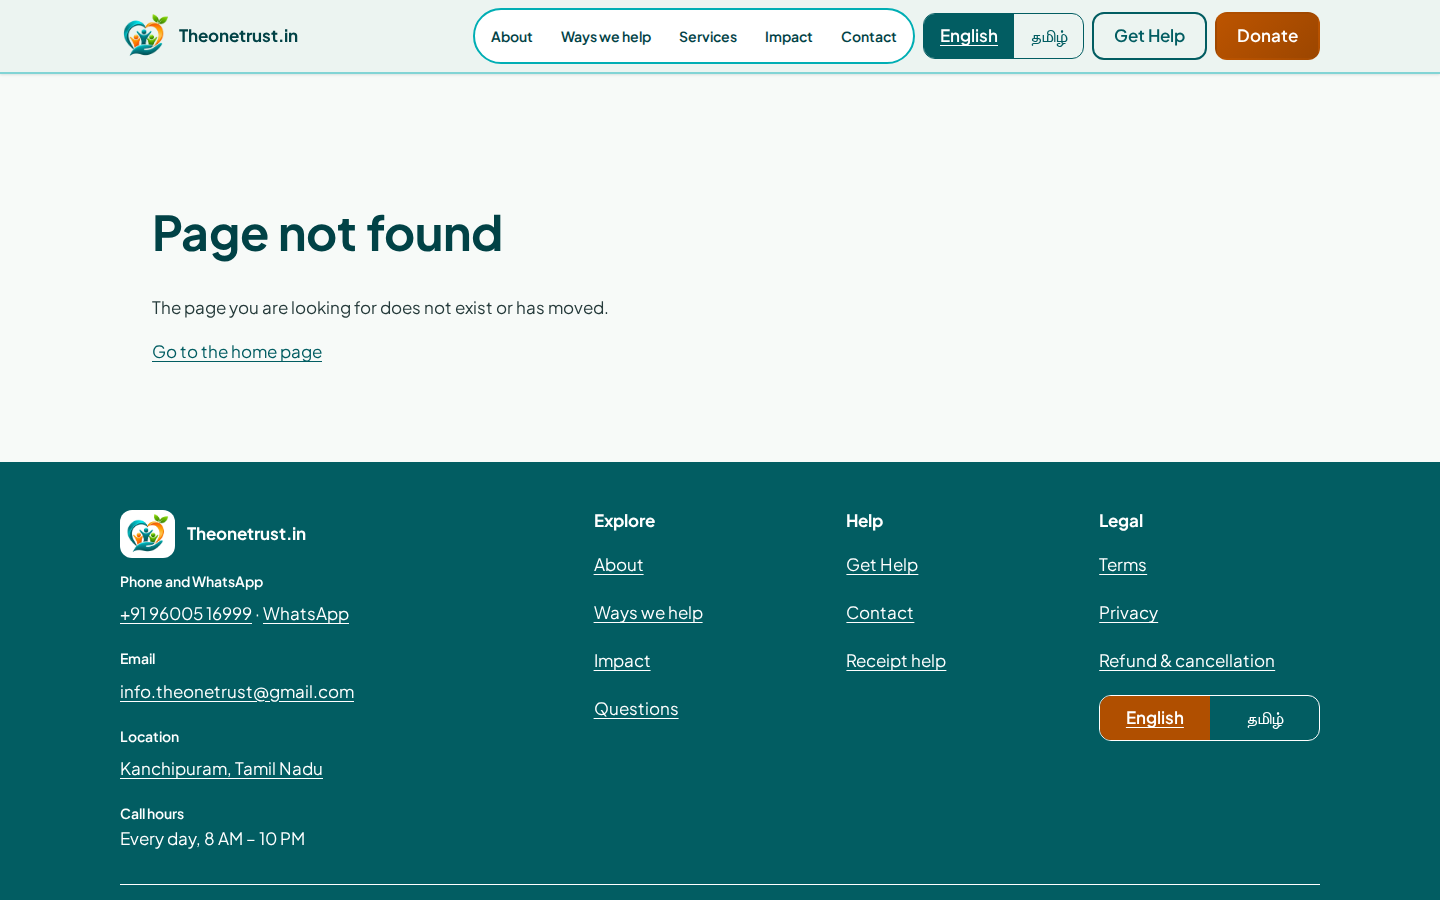 Theonetrust.in
About
Ways we help
Services
Impact
Contact
English
தமிழ்
Get Help
Donate
Page not found
The page you are looking for does not exist or has moved.
Go to the home page
Theonetrust.in
Phone and WhatsApp
+91 96005 16999 · WhatsApp
Email
info.theonetrust@gmail.com
Location
Kanchipuram, Tamil Nadu
Call hours
Every day, 8 AM – 10 PM
Explore
About
Ways we help
Impact
Questions
Help
Get Help
Contact
Receipt help
Legal
Terms
Privacy
Refund & cancellation
English
தமிழ்